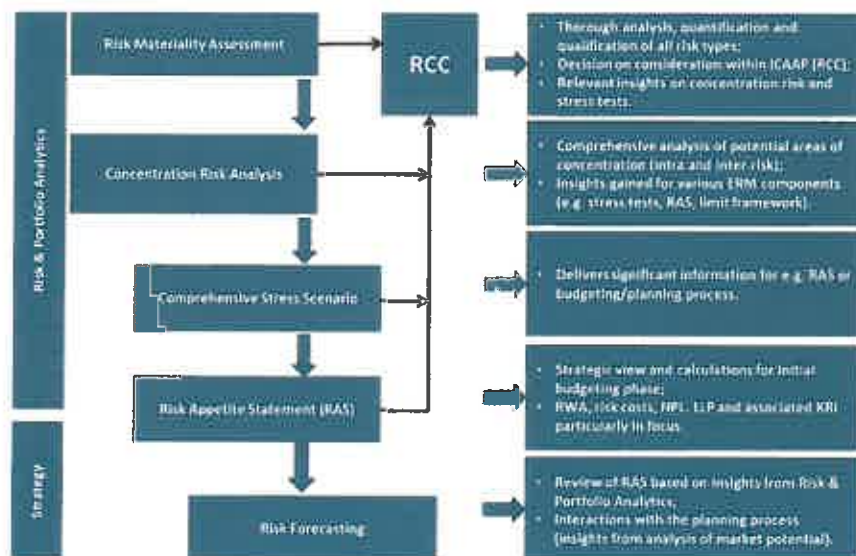 Risk & Portfolio Analytics
Strategy
Risk Materiality Assessment
RCC
Concentration Risk Analysis
Comprehensive Stress Scenario
Risk Appetite Statement (RAS)
Risk Forecasting
• Thorough analysis, quantification and
qualification of all risk types;
• Decision on consideration within ICAAP (RCC);
• Relevant insights on concentration risk and
stress tests.
• Comprehensive analysis of potential areas of
concentration (intra and inter risk);
• Insights gained for various ERM components
(e.g. stress tests, RAS, limit framework).
• Delivers significant information for e.g. RAS or
budgeting/planning process.
• Strategic view and calculations for initial
budgeting phase;
• RWA, risk costs, NPL, ELP and associated KRI
particularly in focus.
• Review of RAS based on insights from Risk &
Portfolio Analytics;
• Interactions with the planning process
(insights from analysis of market potential).